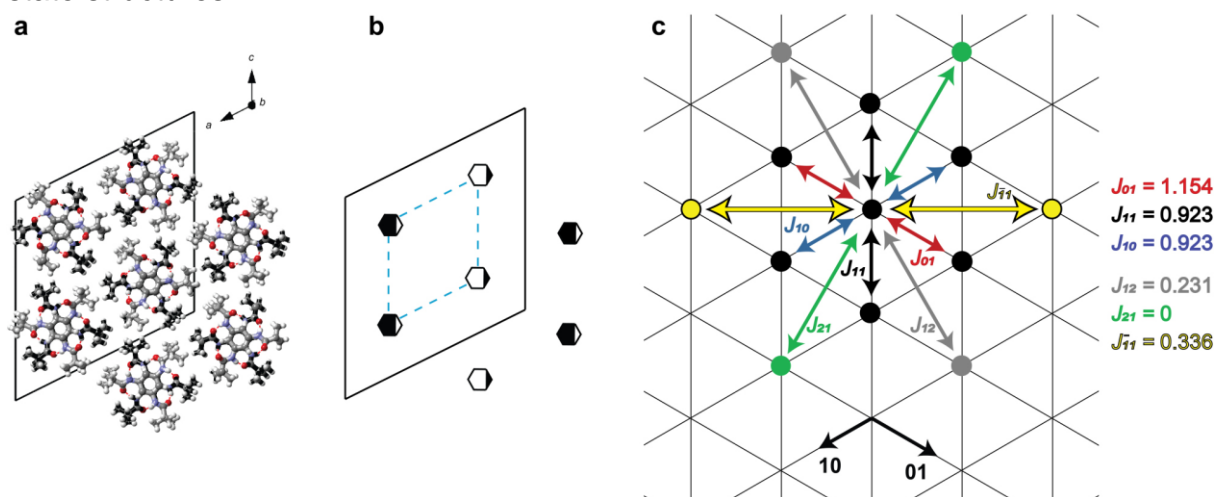 a
b
c
c
b
a
J01
J11
J10
J12
J21
J1̄1
10
01
J01 = 1.154
J11 = 0.923
J10 = 0.923
J12 = 0.231
J21 = 0
J1̄1 = 0.336